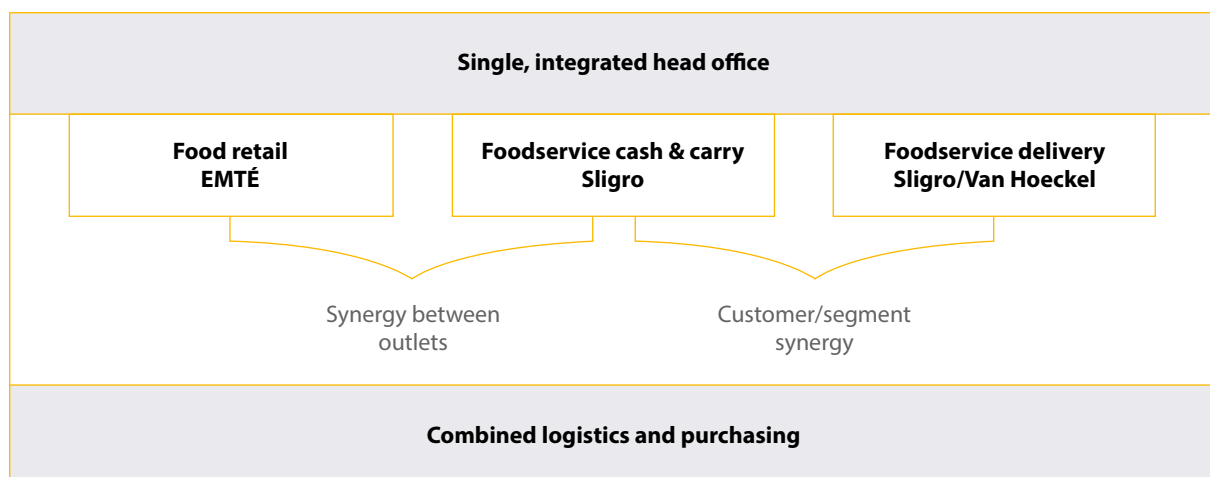 Single, integrated head office
Food retail
EMTÉ
Foodservice cash & carry
Sligro
Foodservice delivery
Sligro/Van Hoeckel
Synergy between
outlets
Customer/segment
synergy
Combined logistics and purchasing